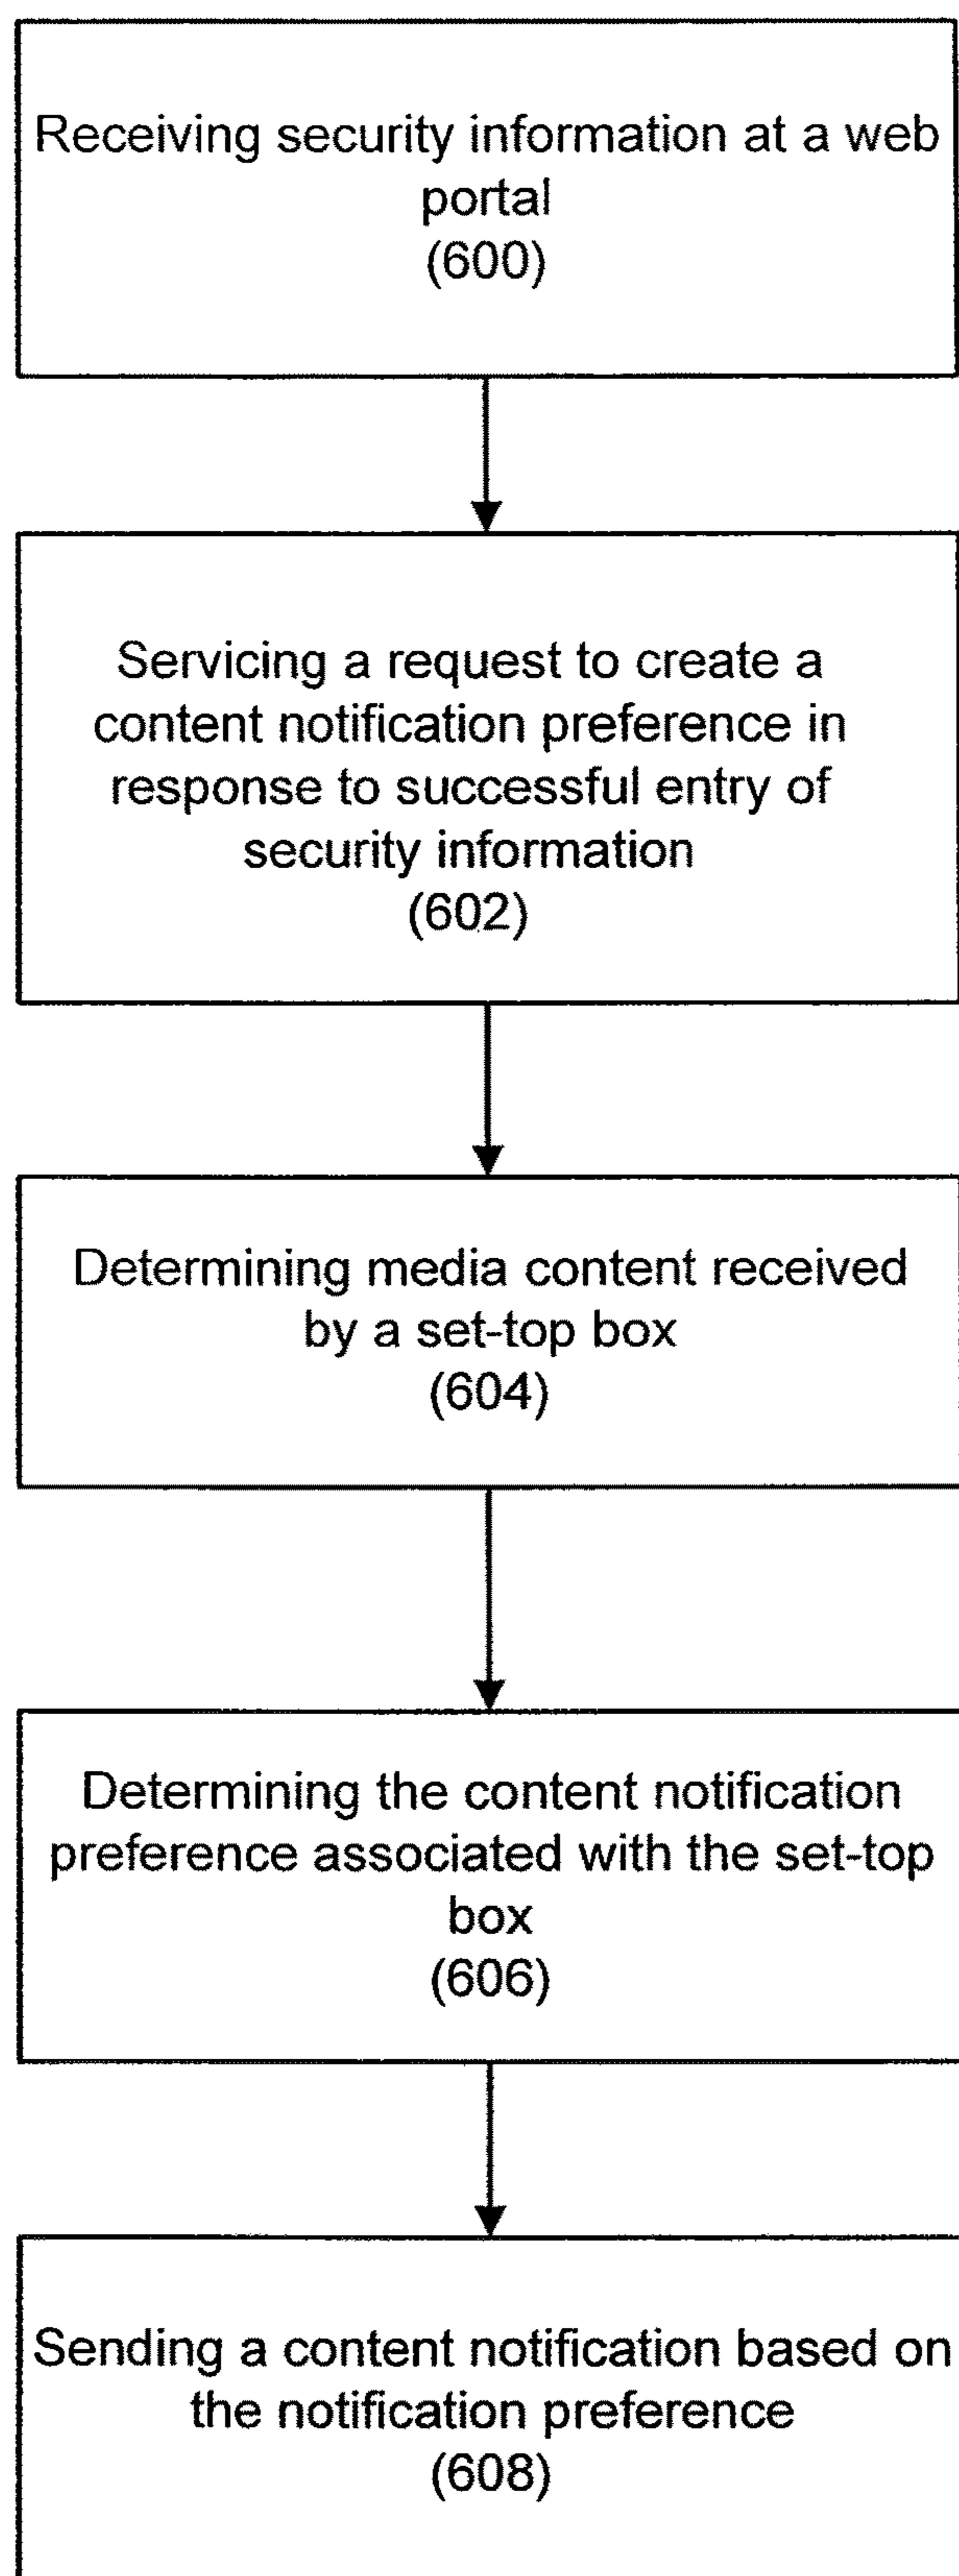 Receiving security information at a web
portal
(600)
Servicing a request to create a
content notification preference in
response to successful entry of
security information
(602)
Determining media content received
by a set-top box
(604)
Determining the content notification
preference associated with the set-top
box
(606)
Sending a content notification based on
the notification preference
(608)